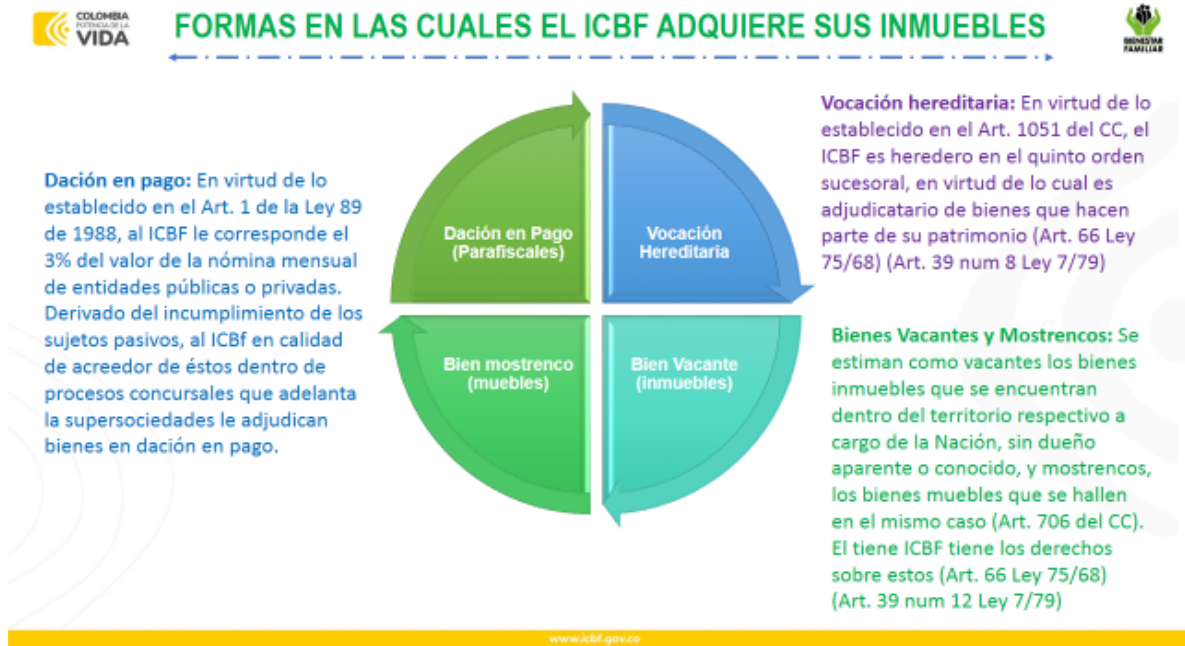 COLOMBIA
POTENCIA DE LA
VIDA
FORMAS EN LAS CUALES EL ICBF ADQUIERE SUS INMUEBLES
BIENESTAR
FAMILIAR
Dación en pago: En virtud de lo
establecido en el Art. 1 de la Ley 89
de 1988, al ICBF le corresponde el
3% del valor de la nómina mensual
de entidades públicas o privadas.
Derivado del incumplimiento de los
sujetos pasivos, al ICBf en calidad
de acreedor de éstos dentro de
procesos concursales que adelanta
la supersociedades le adjudican
bienes en dación en pago.
Dación en Pago
(Parafiscales)
Vocación
Hereditaria
Bien mostrenco
(muebles)
Bien Vacante
(inmuebles)
Vocación hereditaria: En virtud de lo
establecido en el Art. 1051 del CC, el
ICBF es heredero en el quinto orden
sucesoral, en virtud de lo cual es
adjudicatario de bienes que hacen
parte de su patrimonio (Art. 66 Ley
75/68) (Art. 39 num 8 Ley 7/79)
Bienes Vacantes y Mostrencos: Se
estiman como vacantes los bienes
inmuebles que se encuentran
dentro del territorio respectivo a
cargo de la Nación, sin dueño
aparente o conocido, y mostrencos,
los bienes muebles que se hallen
en el mismo caso (Art. 706 del CC).
El tiene ICBF tiene los derechos
sobre estos (Art. 66 Ley 75/68)
(Art. 39 num 12 Ley 7/79)
www.icbf.gov.co